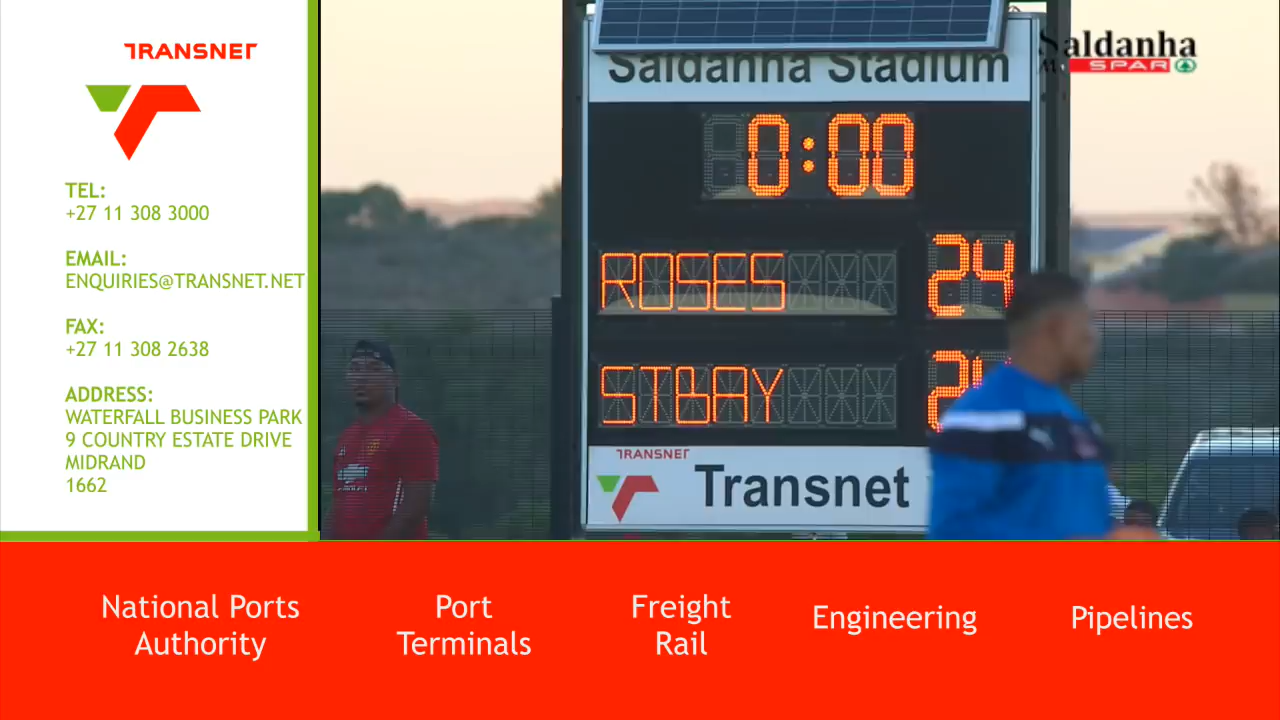 TRANSNET
TEL:
+27 11 308 3000
EMAIL:
ENQUIRIES@TRANSNET.NET
FAX:
+27 11 308 2638
ADDRESS:
WATERFALL BUSINESS PARK
9 COUNTRY ESTATE DRIVE
MIDRAND
1662
Saldanha
SPAR
Saldanha Stadium
0:00
ROSES 24
STBAY
TRANSNET
Transnet
National Ports
Authority
Port
Terminals
Freight
Rail
Engineering
Pipelines